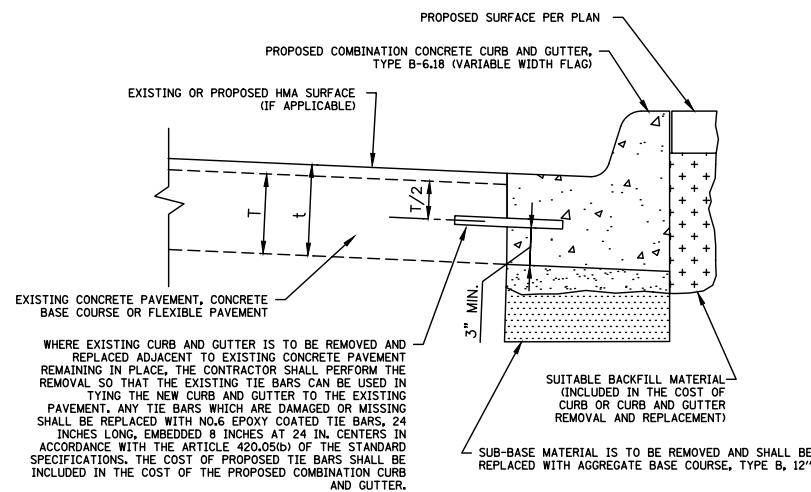 PROPOSED SURFACE PER PLAN
PROPOSED COMBINATION CONCRETE CURB AND GUTTER,
TYPE B-6.18 (VARIABLE WIDTH FLAG)
EXISTING OR PROPOSED HMA SURFACE
(IF APPLICABLE)
T
t
T/2
3" MIN.
EXISTING CONCRETE PAVEMENT, CONCRETE
BASE COURSE OR FLEXIBLE PAVEMENT
WHERE EXISTING CURB AND GUTTER IS TO BE REMOVED AND
REPLACED ADJACENT TO EXISTING CONCRETE PAVEMENT
REMAINING IN PLACE, THE CONTRACTOR SHALL PERFORM THE
REMOVAL SO THAT THE EXISTING TIE BARS CAN BE USED IN
TYING THE NEW CURB AND GUTTER TO THE EXISTING
PAVEMENT. ANY TIE BARS WHICH ARE DAMAGED OR MISSING
SHALL BE REPLACED WITH NO.6 EPOXY COATED TIE BARS, 24
INCHES LONG, EMBEDDED 8 INCHES AT 24 IN. CENTERS IN
ACCORDANCE WITH THE ARTICLE 420.05(b) OF THE STANDARD
SPECIFICATIONS. THE COST OF PROPOSED TIE BARS SHALL BE
INCLUDED IN THE COST OF THE PROPOSED COMBINATION CURB
AND GUTTER.
SUITABLE BACKFILL MATERIAL
(INCLUDED IN THE COST OF
CURB OR CURB AND GUTTER
REMOVAL AND REPLACEMENT)
SUB-BASE MATERIAL IS TO BE REMOVED AND SHALL BE
REPLACED WITH AGGREGATE BASE COURSE, TYPE B, 12"